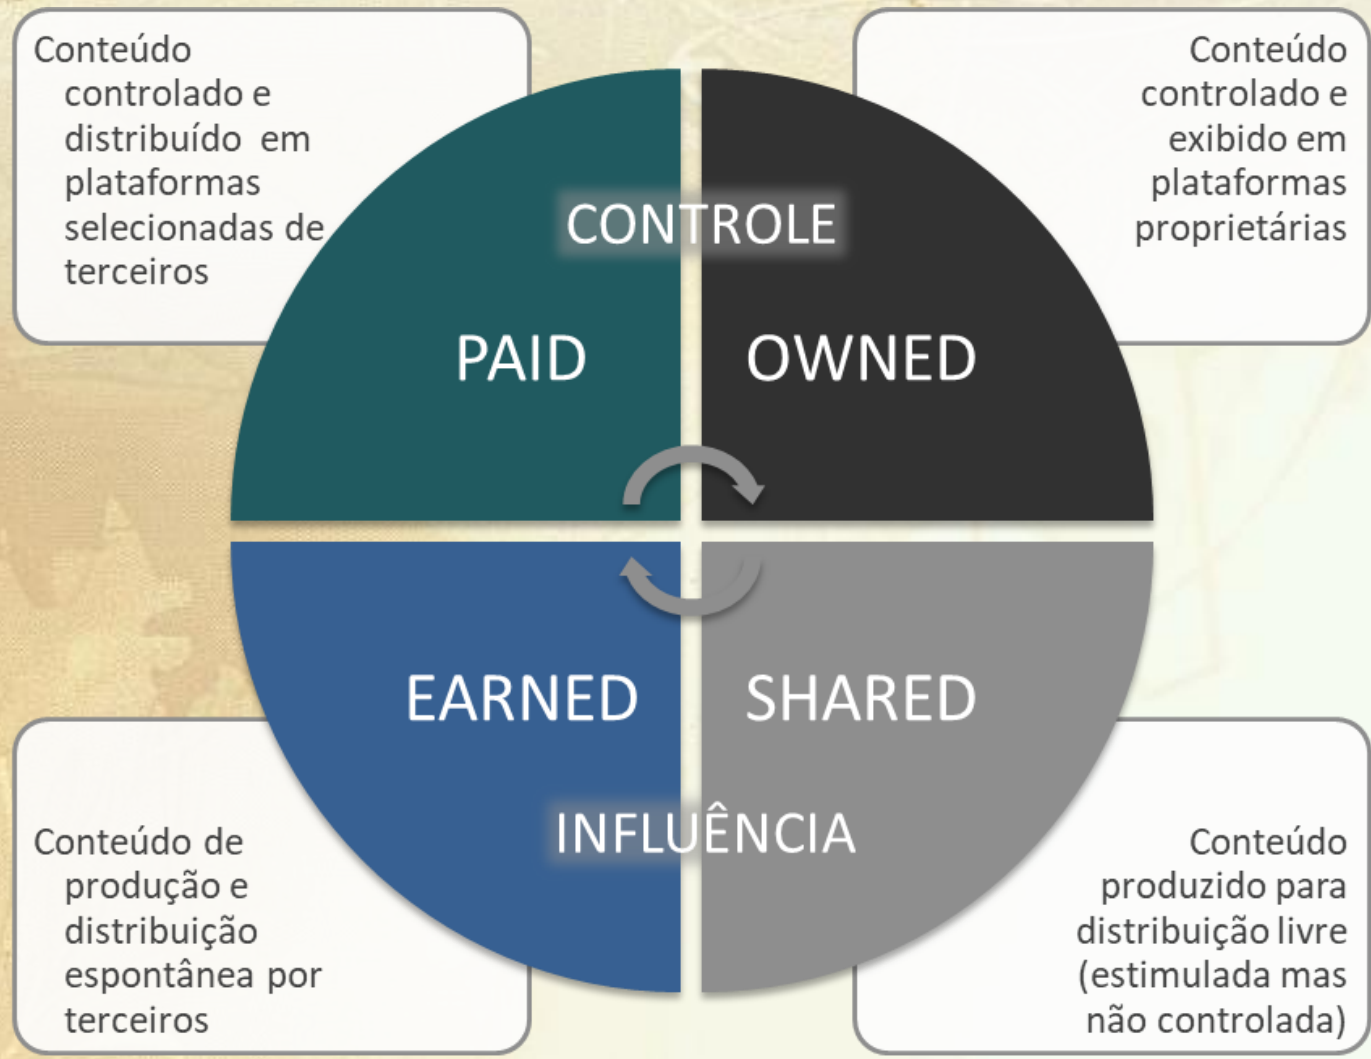 Conteúdo
controlado e
distribuído em
plataformas
selecionadas de
terceiros
Conteúdo
controlado e
exibido em
plataformas
proprietárias
CONTROLE
PAID
OWNED
EARNED
SHARED
INFLUÊNCIA
Conteúdo de
produção e
distribuição
espontânea por
terceiros
Conteúdo
produzido para
distribuição livre
(estimulada mas
não controlada)